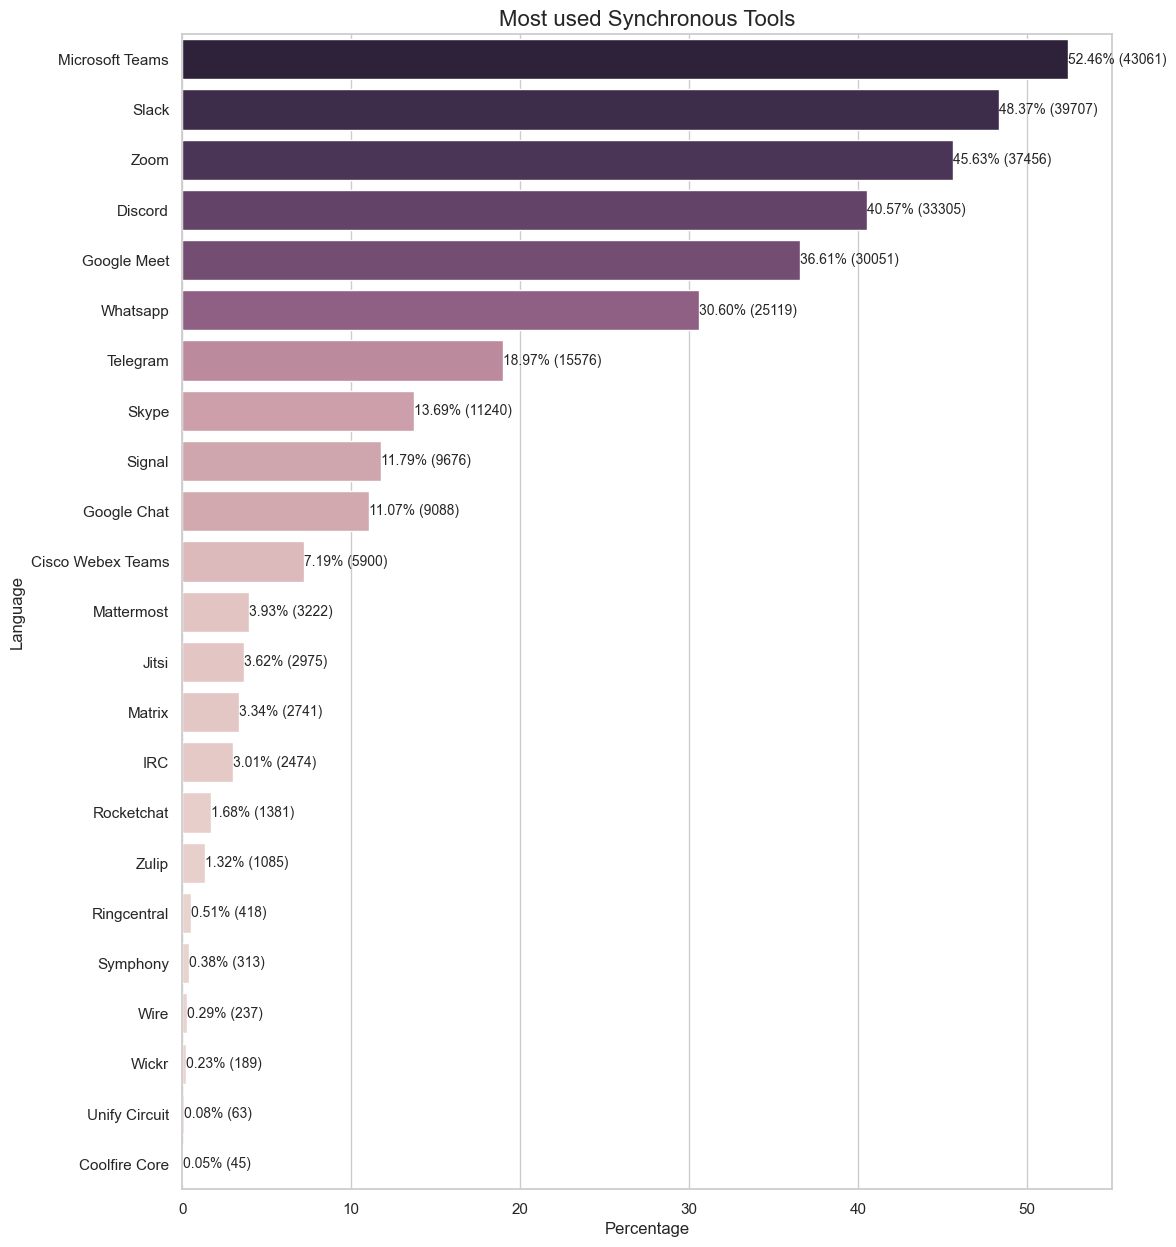 Most used Synchronous Tools
Microsoft Teams 52.46% (43061)
Slack 48.37% (39707)
Zoom 45.63% (37456)
Discord 40.57% (33305)
Google Meet 36.61% (30051)
Whatsapp 30.60% (25119)
Telegram 18.97% (15576)
Skype 13.69% (11240)
Signal 11.79% (9676)
Google Chat 11.07% (9088)
Cisco Webex Teams 7.19% (5900)
Mattermost 3.93% (3222)
Jitsi 3.62% (2975)
Matrix 3.34% (2741)
IRC 3.01% (2474)
Rocketchat 1.68% (1381)
Zulip 1.32% (1085)
Ringcentral 0.51% (418)
Symphony 0.38% (313)
Wire 0.29% (237)
Wickr 0.23% (189)
Unify Circuit 0.08% (63)
Coolfire Core 0.05% (45)
Language
0 10 20 30 40 50
Percentage